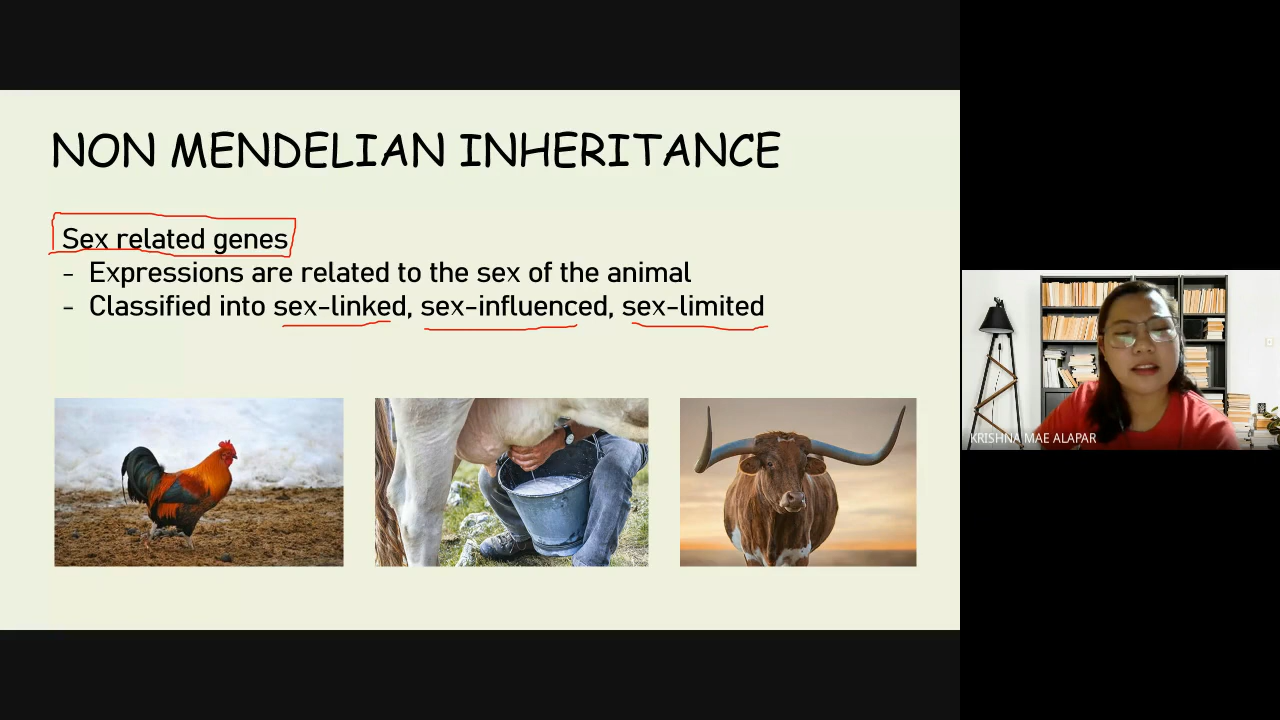 NON MENDELIAN INHERITANCE
Sex related genes
- Expressions are related to the sex of the animal
- Classified into sex-linked, sex-influenced, sex-limited
KRISHNA MAE ALAPAR